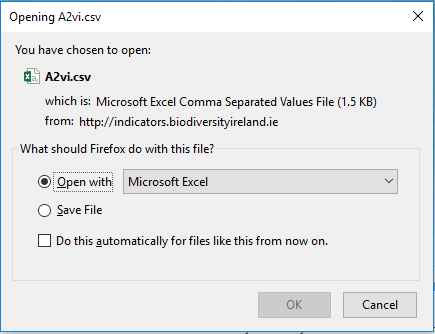 Opening A2vi.csv
You have chosen to open:
A2vi.csv
which is: Microsoft Excel Comma Separated Values File (1.5 KB)
from: http://indicators.biodiversityireland.ie
What should Firefox do with this file?
Open with Microsoft Excel
Save File
Do this automatically for files like this from now on.
OK Cancel